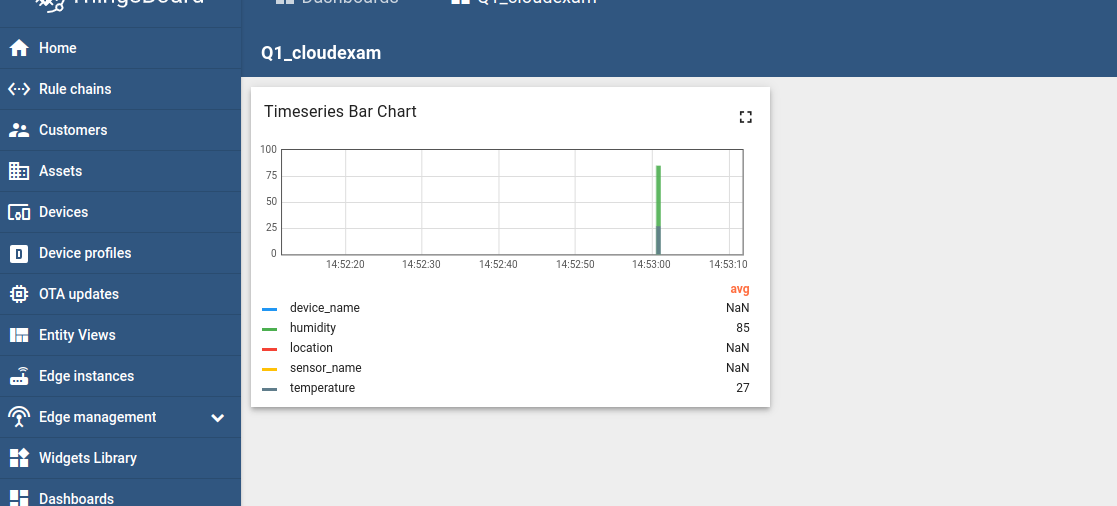 ThingsBoard
Dashboards
Q1_cloudexam
Home
Rule chains
Customers
Assets
Devices
D
Device profiles
OTA updates
Entity Views
Edge instances
Edge management
Widgets Library
Dashboards
Q1_cloudexam
Timeseries Bar Chart
100
75
50
25
0
14:52:20 14:52:30 14:52:40 14:52:50 14:53:00 14:53:10
avg
device_name NaN
humidity 85
location NaN
sensor_name NaN
temperature 27